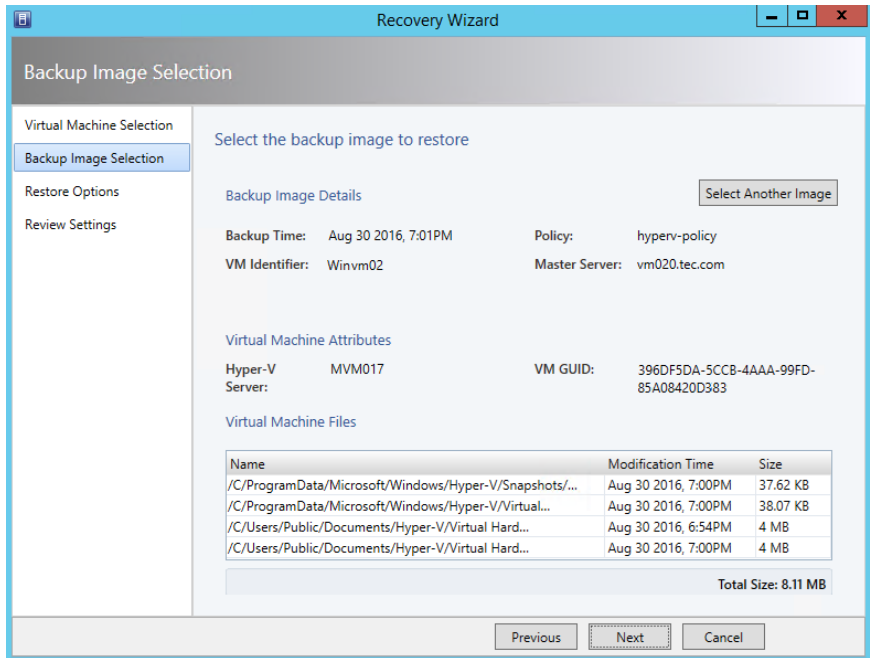 Recovery Wizard
Backup Image Selection
Virtual Machine Selection
Backup Image Selection
Restore Options
Review Settings
Select the backup image to restore
Backup Image Details
Select Another Image
Backup Time: Aug 30 2016, 7:01PM Policy: hyperv-policy
VM Identifier: Winvm02 Master Server: vm020.tec.com
Virtual Machine Attributes
Hyper-V MVM017 VM GUID: 396DF5DA-5CCB-4AAA-99FD-
Server: 85A08420D383
Virtual Machine Files
Name Modification Time Size
/C/ProgramData/Microsoft/Windows/Hyper-V/Snapshots/... Aug 30 2016, 7:00PM 37.62 KB
/C/ProgramData/Microsoft/Windows/Hyper-V/Virtual... Aug 30 2016, 7:00PM 38.07 KB
/C/Users/Public/Documents/Hyper-V/Virtual Hard... Aug 30 2016, 6:54PM 4 MB
/C/Users/Public/Documents/Hyper-V/Virtual Hard... Aug 30 2016, 7:00PM 4 MB
Total Size: 8.11 MB
Previous Next Cancel